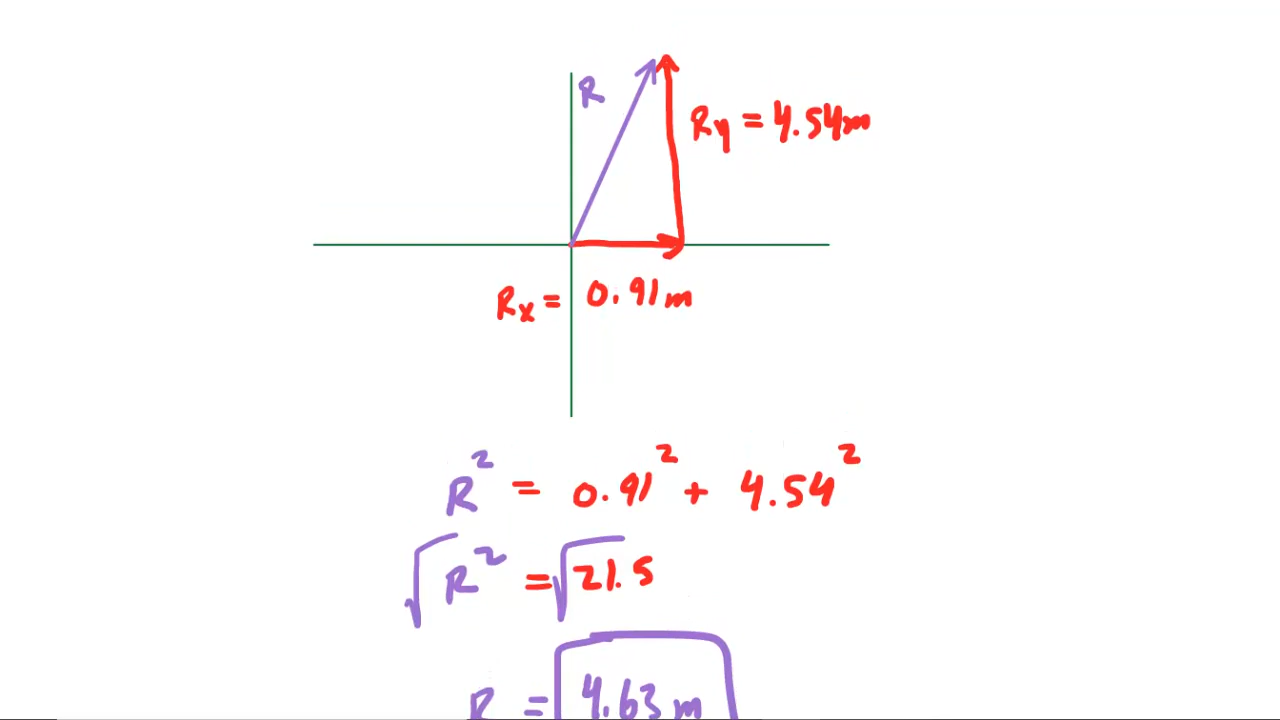 R
Ry = 4.54m
Rx = 0.91m
R² = 0.91² + 4.54²
√R² = √21.5
R = 4.63 m